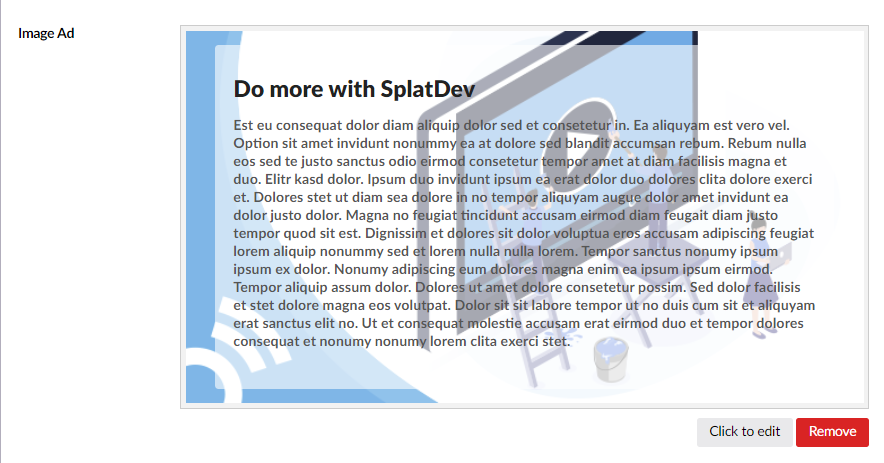 Image Ad
Do more with SplatDev
Est eu consequat dolor diam aliquip dolor sed et consetetur in. Ea aliquyam est vero vel.
Option sit amet invidunt nonummy ea at dolore sed blandit accumsan rebum. Rebum nulla
eos sed te justo sanctus odio eirmod consetetur tempor amet at diam facilisis magna et
duo. Elitr kasd dolor. Ipsum duo invidunt ipsum ea erat dolor duo dolores clita dolore exerci
et. Dolores stet ut diam sea dolore in no tempor aliquyam augue dolor amet invidunt ea
dolor justo dolor. Magna no feugiat tincidunt accusam eirmod diam feugait diam justo
tempor quod sit est. Dignissim et dolores sit dolor voluptua eros accusam adipiscing feugiat
lorem aliquip nonummy sed et lorem nulla nulla lorem. Tempor sanctus nonumy ipsum
ipsum ex dolor. Nonumy adipiscing eum dolores magna enim ea ipsum ipsum eirmod.
Tempor aliquip assum dolor. Dolores ut amet dolore consetetur possim. Sed dolor facilisis
et stet dolore magna eos volutpat. Dolor sit sit labore tempor ut no duis cum sit et aliquyam
erat sanctus elit no. Ut et consequat molestie accusam erat eirmod duo et tempor dolores
consequat et nonumy nonumy lorem clita exerci stet.
Click to edit
Remove